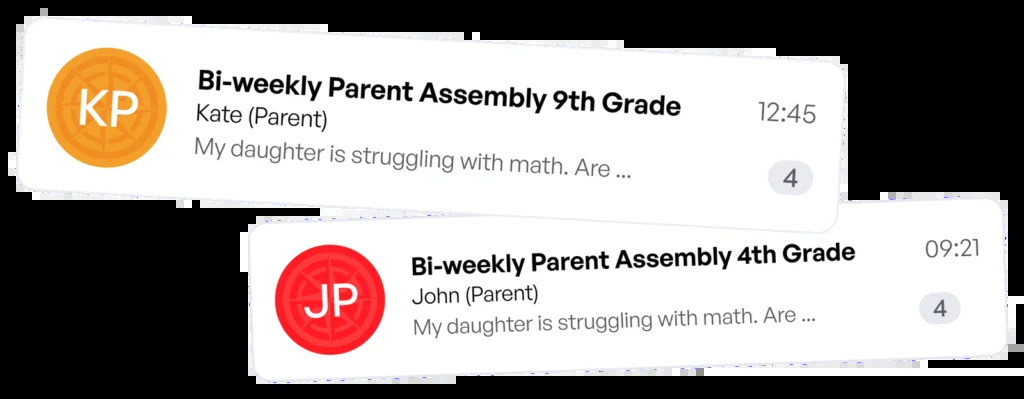 KP
Bi-weekly Parent Assembly 9th Grade
12:45
Kate (Parent)
My daughter is struggling with math. Are ...
4
JP
Bi-weekly Parent Assembly 4th Grade
09:21
John (Parent)
My daughter is struggling with math. Are ...
4